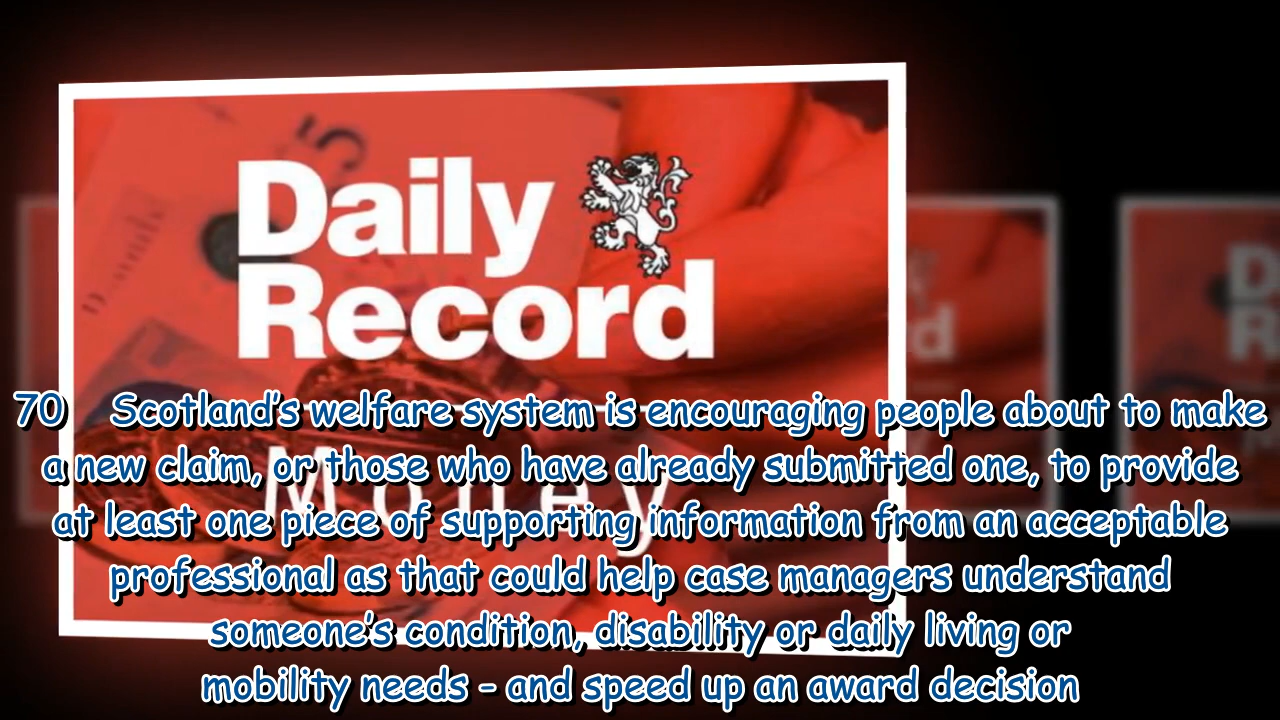 Daily
Record
Money
70 Scotland’s welfare system is encouraging people about to make
a new claim, or those who have already submitted one, to provide
at least one piece of supporting information from an acceptable
professional as that could help case managers understand
someone’s condition, disability or daily living or
mobility needs – and speed up an award decision
5
d
D
R